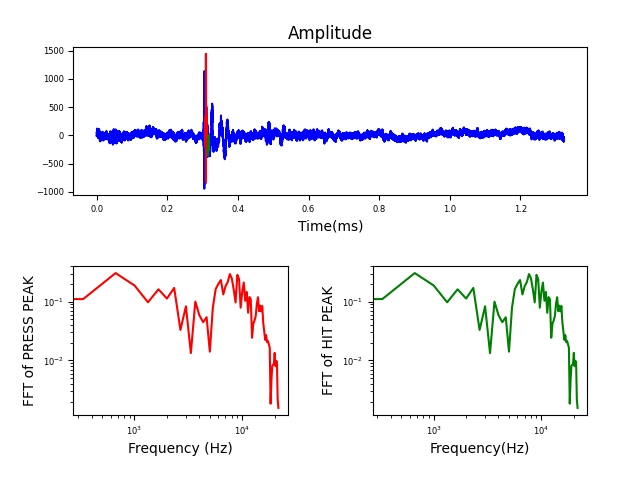 Amplitude
1500
1000
500
0
−500
−1000
0.0 0.2 0.4 0.6 0.8 1.0 1.2
Time(ms)
FFT of PRESS PEAK
10⁻¹
10⁻²
10³ 10⁴
Frequency (Hz)
FFT of HIT PEAK
10⁻¹
10⁻²
10³ 10⁴
Frequency(Hz)